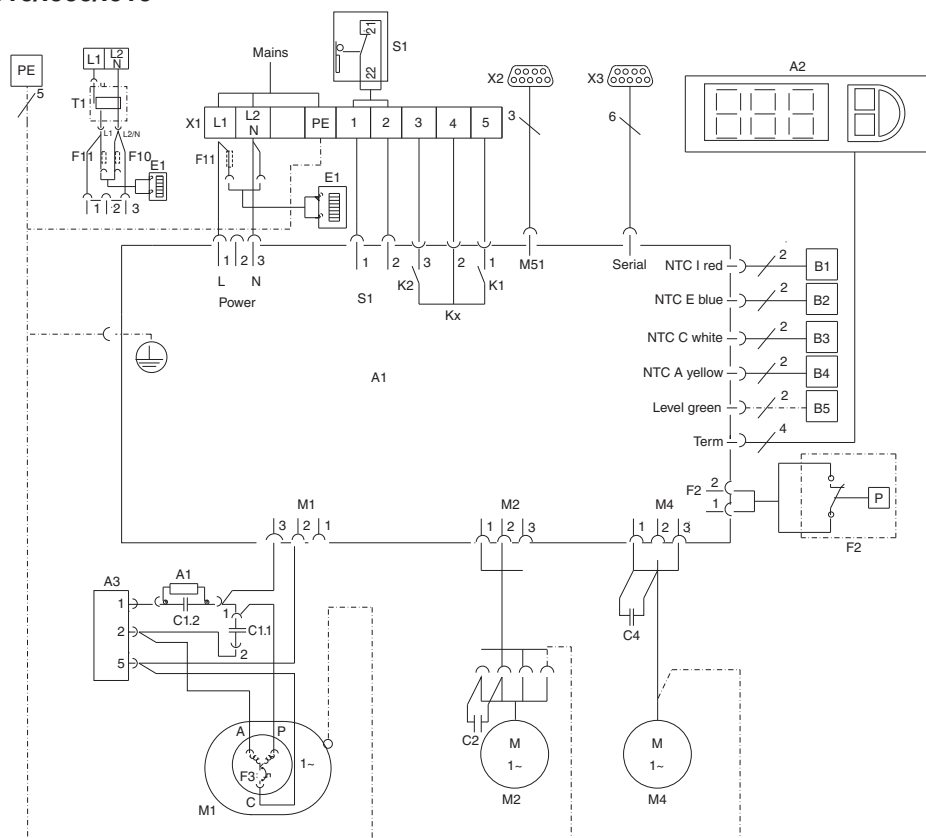 PE
5
L1 L2 N
T1
L1 L2/N
F11 F10
E1
1 2 3
Mains
21
22
S1
X1 L1 L2 N PE 1 2 3 4 5
F11
E1
X2
3
X3
6
A2
1 2 3
L N
Power
1 2
S1
3 2 1
K2 K1
Kx
M51
Serial
NTC I red 2 B1
NTC E blue 2 B2
NTC C white 2 B3
NTC A yellow 2 B4
Level green 2 B5
Term 4
A1
F2 2
1
P
F2
M1
3 2 1
M2
1 2 3
M4
1 2 3
A3
1
2
5
A1
C1.2
1
C1.1
2
A P
F3
C
1~
M1
C2
M
1~
M2
C4
M
1~
M4